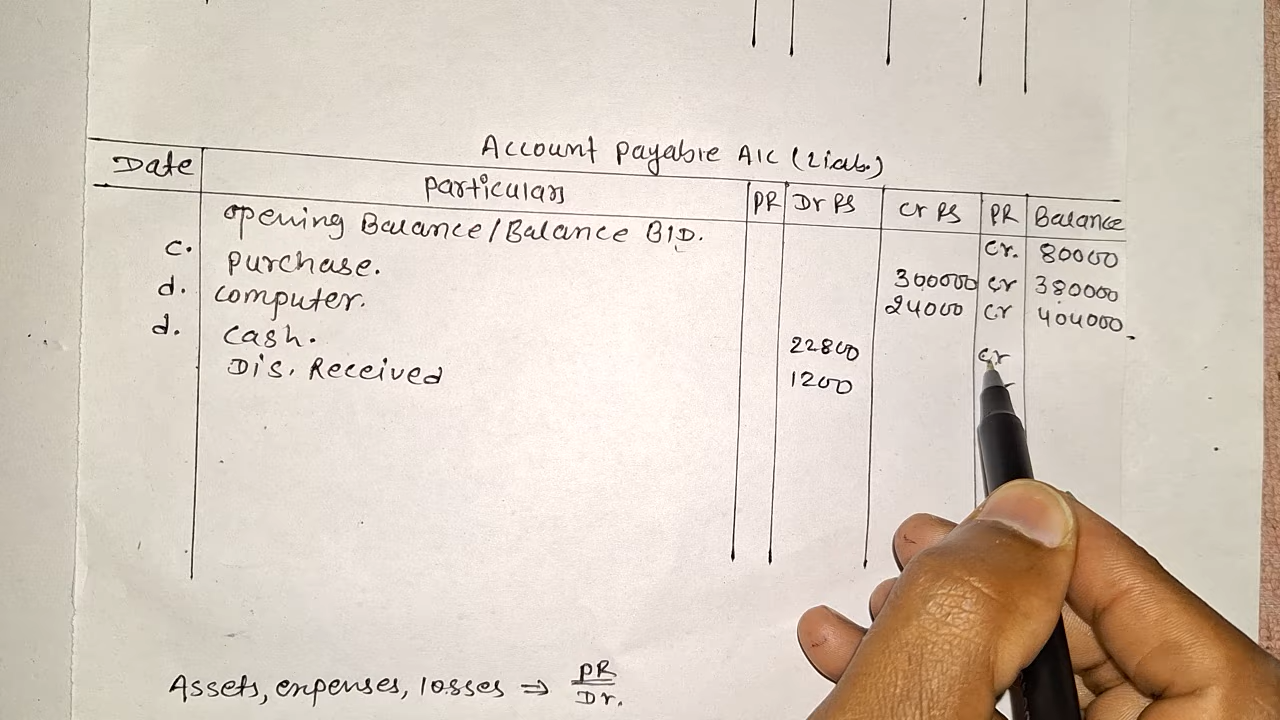 Account Payable A/C (Liab.)
Date Particulars PR Dr RS Cr RS PR Balance
Opening Balance/Balance B/D. Cr. 80000
c. Purchase. 300000 Cr 380000
d. Computer. 24000 Cr 404000
d. Cash. 22800 Cr
Dis. Received 1200
Assets, expenses, losses ⇒ PR
Dr.